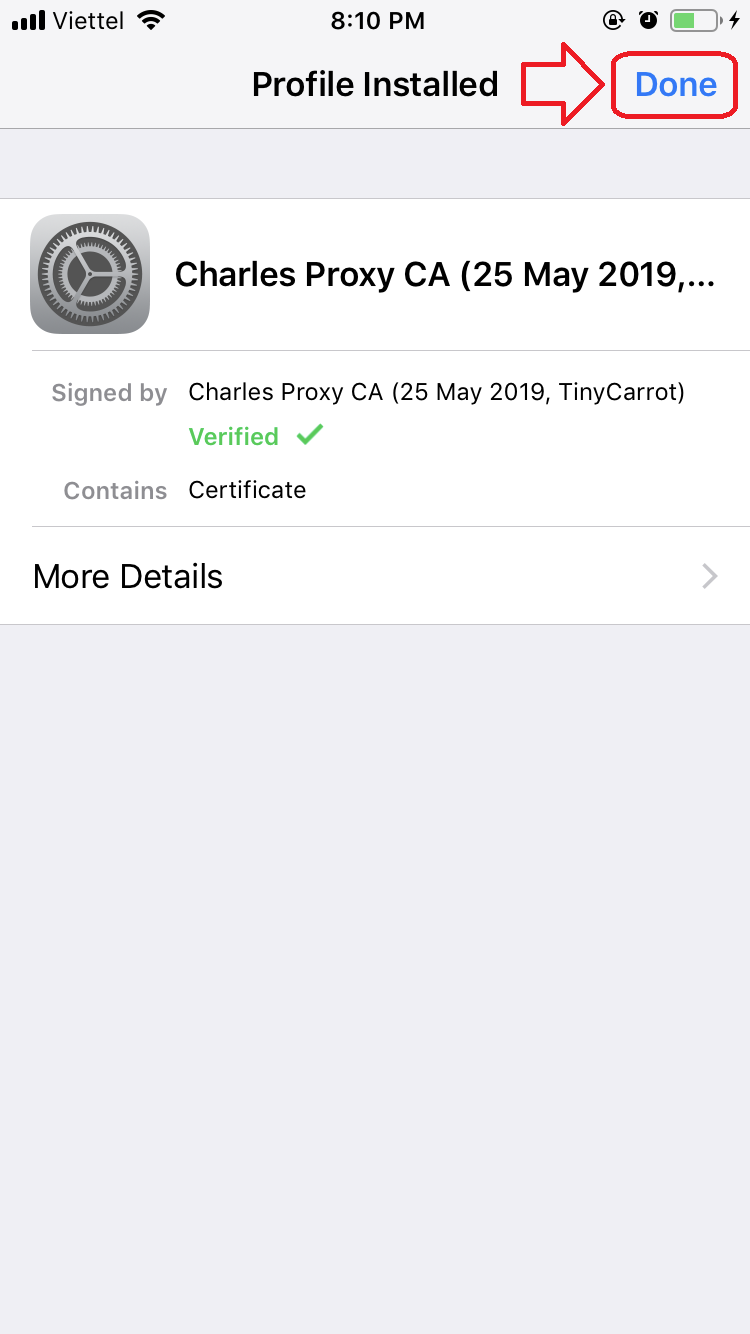 Viettel 8:10 PM
Profile Installed Done
Charles Proxy CA (25 May 2019,...
Signed by Charles Proxy CA (25 May 2019, TinyCarrot)
Verified
Contains Certificate
More Details